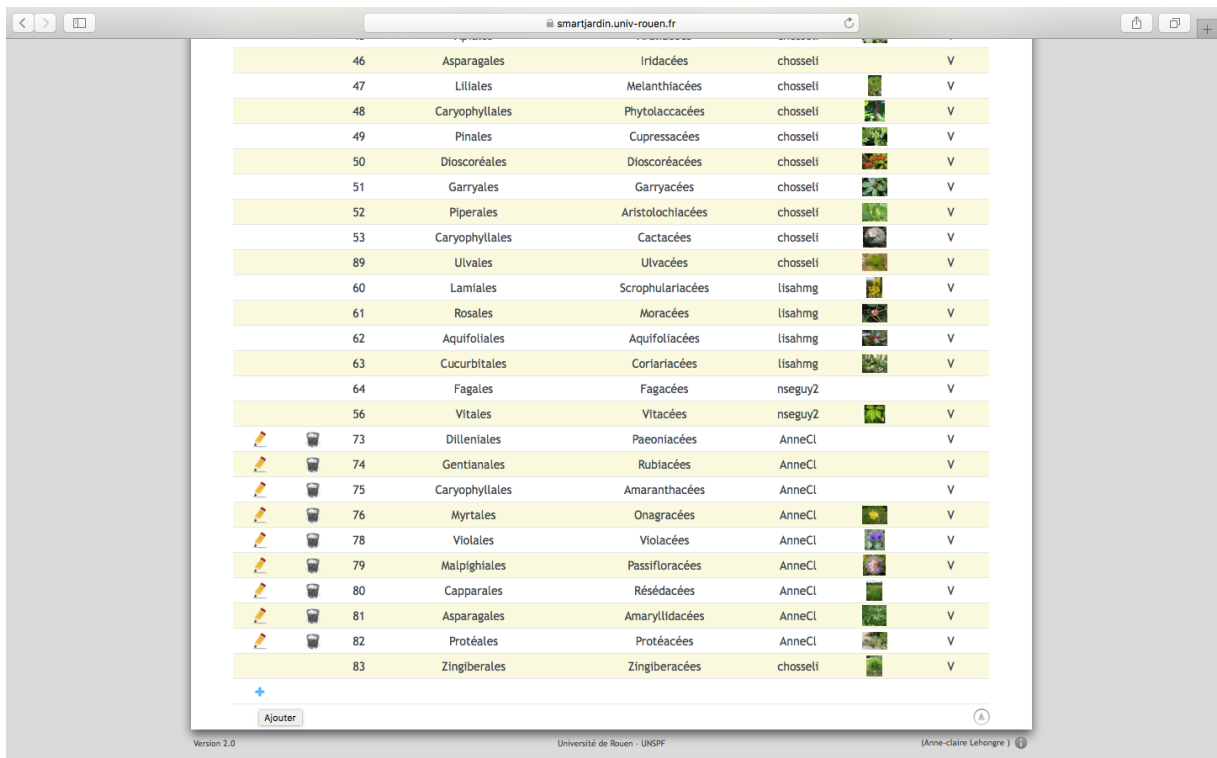 smartjardin.univ-rouen.fr
46 Asparagales Iridacées chosseli V
47 Liliales Melanthiacées chosseli V
48 Caryophyllales Phytolaccacées chosseli V
49 Pinales Cupressacées chosseli V
50 Dioscoréales Dioscoréacées chosseli V
51 Garryales Garryacées chosseli V
52 Piperales Aristolochiacées chosseli V
53 Caryophyllales Cactacées chosseli V
89 Ulvales Ulvacées chosseli V
60 Lamiales Scrophulariacées lisahmg V
61 Rosales Moracées lisahmg V
62 Aquifoliales Aquifoliacées lisahmg V
63 Cucurbitales Coriariacées lisahmg V
64 Fagales Fagacées nseguy2 V
56 Vitales Vitacées nseguy2 V
73 Dilleniales Paeoniacées AnneCl V
74 Gentianales Rubiacées AnneCl V
75 Caryophyllales Amaranthacées AnneCl V
76 Myrtales Onagracées AnneCl V
78 Violales Violacées AnneCl V
79 Malpighiales Passifloracées AnneCl V
80 Capparales Résédacées AnneCl V
81 Asparagales Amaryllidacées AnneCl V
82 Protéales Protéacées AnneCl V
83 Zingiberales Zingiberacées chosseli V
Ajouter
Version 2.0 Université de Rouen - UNSPF (Anne-claire Lehongre )